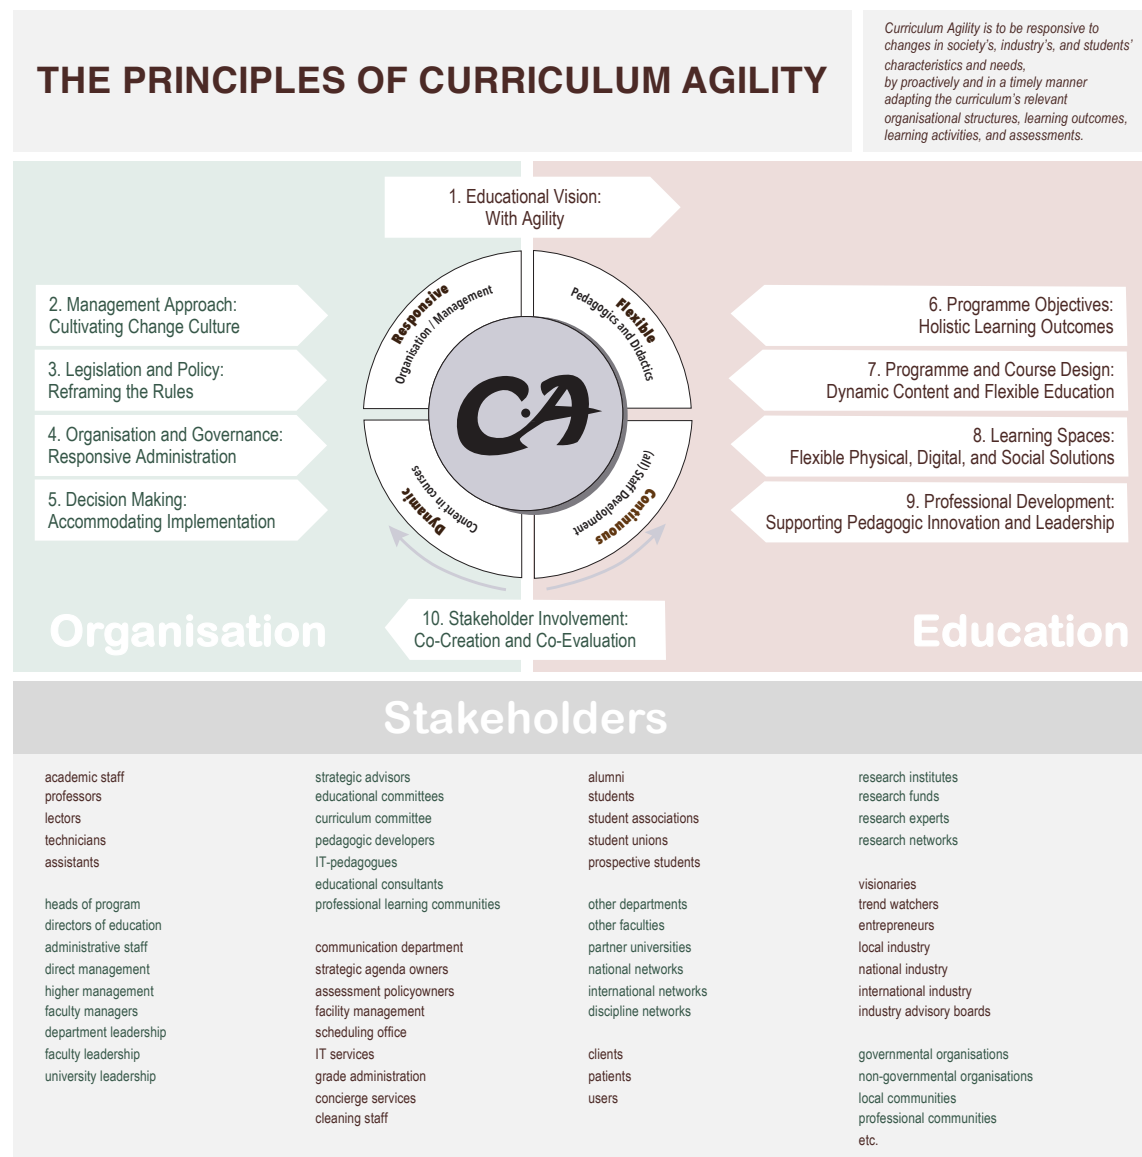 THE PRINCIPLES OF CURRICULUM AGILITY
Curriculum Agility is to be responsive to
changes in society's, industry's, and students'
characteristics and needs,
by proactively and in a timely manner
adapting the curriculum's relevant
organisational structures, learning outcomes,
learning activities, and assessments.
1. Educational Vision:
With Agility
2. Management Approach:
Cultivating Change Culture
3. Legislation and Policy:
Reframing the Rules
4. Organisation and Governance:
Responsive Administration
5. Decision Making:
Accommodating Implementation
Responsive
Organisation / Management
Flexible
Pedagogics and Didactics
CA
Dynamic
Content in courses
Continuous
(all) Staff Development
6. Programme Objectives:
Holistic Learning Outcomes
7. Programme and Course Design:
Dynamic Content and Flexible Education
8. Learning Spaces:
Flexible Physical, Digital, and Social Solutions
9. Professional Development:
Supporting Pedagogic Innovation and Leadership
10. Stakeholder Involvement:
Co-Creation and Co-Evaluation
Organisation
Education
Stakeholders
academic staff
professors
lectors
technicians
assistants
heads of program
directors of education
administrative staff
direct management
higher management
faculty managers
department leadership
faculty leadership
university leadership
strategic advisors
educational committees
curriculum committee
pedagogic developers
IT-pedagogues
educational consultants
professional learning communities
communication department
strategic agenda owners
assessment policyowners
facility management
scheduling office
IT services
grade administration
concierge services
cleaning staff
alumni
students
student associations
student unions
prospective students
other departments
other faculties
partner universities
national networks
international networks
discipline networks
clients
patients
users
research institutes
research funds
research experts
research networks
visionaries
trend watchers
entrepreneurs
local industry
national industry
international industry
industry advisory boards
governmental organisations
non-governmental organisations
local communities
professional communities
etc.